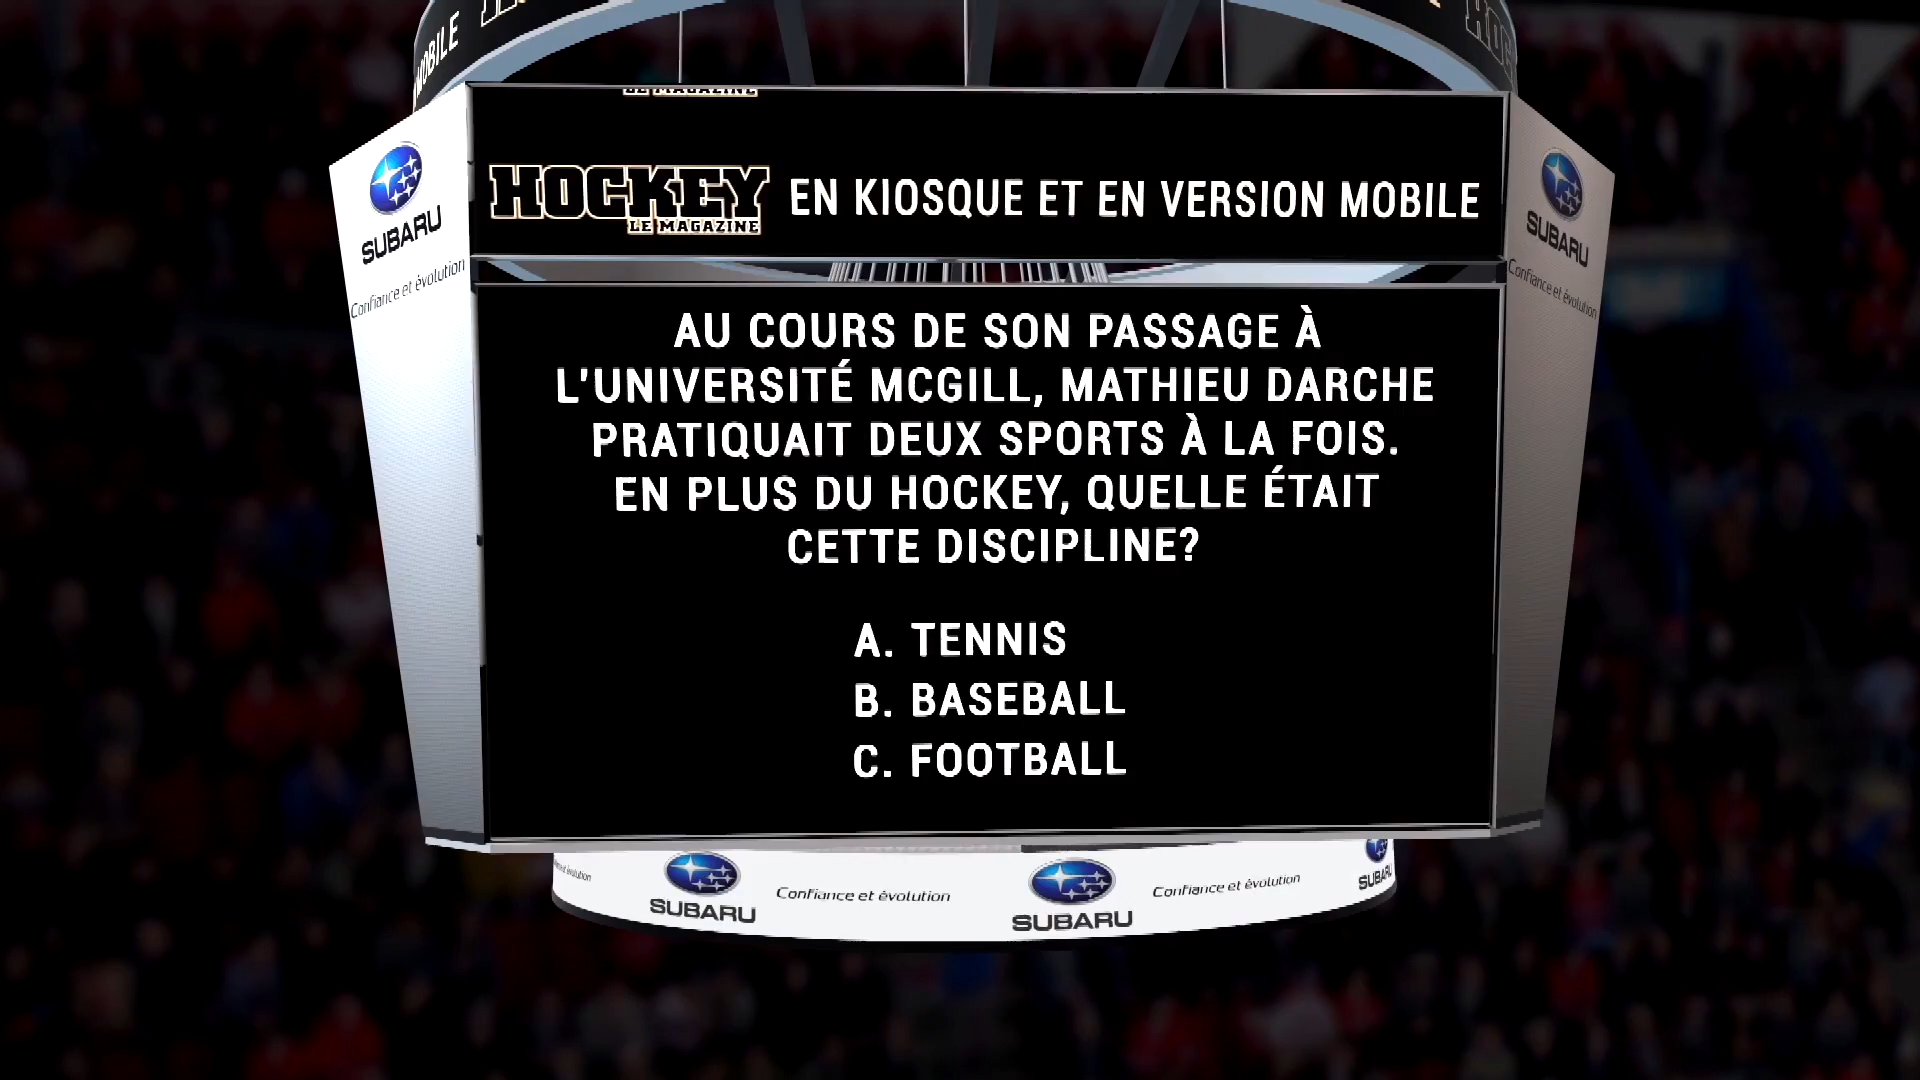 MOBILE
LE MAGAZINE
HOCKEY
LE MAGAZINE
EN KIOSQUE ET EN VERSION MOBILE
SUBARU
Confiance et évolution
SUBARU
Confiance et évolution
AU COURS DE SON PASSAGE À
L'UNIVERSITÉ MCGILL, MATHIEU DARCHE
PRATIQUAIT DEUX SPORTS À LA FOIS.
EN PLUS DU HOCKEY, QUELLE ÉTAIT
CETTE DISCIPLINE?
A. TENNIS
B. BASEBALL
C. FOOTBALL
SUBARU
Confiance et évolution
SUBARU
Confiance et évolution
SUBARU